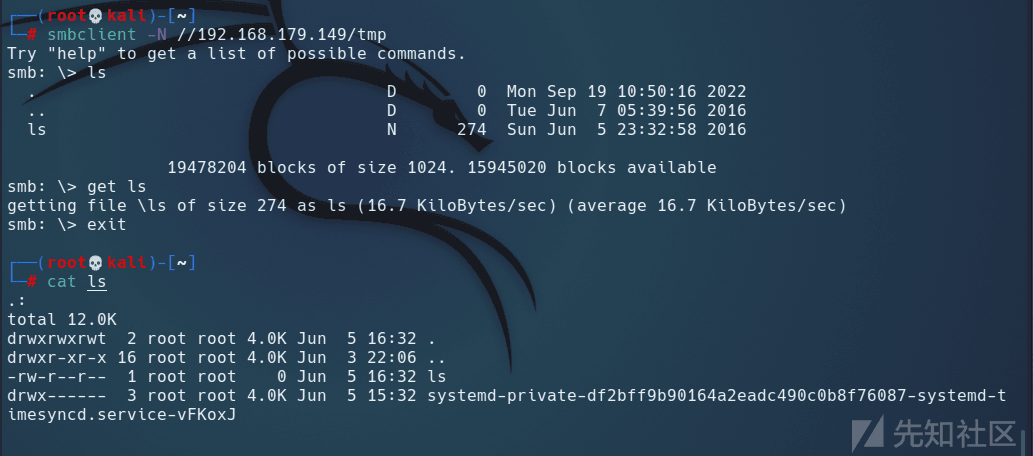 ┌──(root💀kali)-[~]
└─# smbclient -N //192.168.179.149/tmp
Try "help" to get a list of possible commands.
smb: \> ls
  .                                   D        0  Mon Sep 19 10:50:16 2022
  ..                                  D        0  Tue Jun  7 05:39:56 2016
  ls                                  N      274  Sun Jun  5 23:32:58 2016
                19478204 blocks of size 1024. 15945020 blocks available
smb: \> get ls
getting file \ls of size 274 as ls (16.7 KiloBytes/sec) (average 16.7 KiloBytes/sec)
smb: \> exit
┌──(root💀kali)-[~]
└─# cat ls
.:
total 12.0K
drwxrwxrwt  2 root root 4.0K Jun  5 16:32 .
drwxr-xr-x 16 root root 4.0K Jun  3 22:06 ..
-rw-r--r--  1 root root    0 Jun  5 16:32 ls
drwx------  3 root root 4.0K Jun  5 15:32 systemd-private-df2bff9b90164a2eadc490c0b8f76087-systemd-t
imesyncd.service-vFKoxJ
先知社区